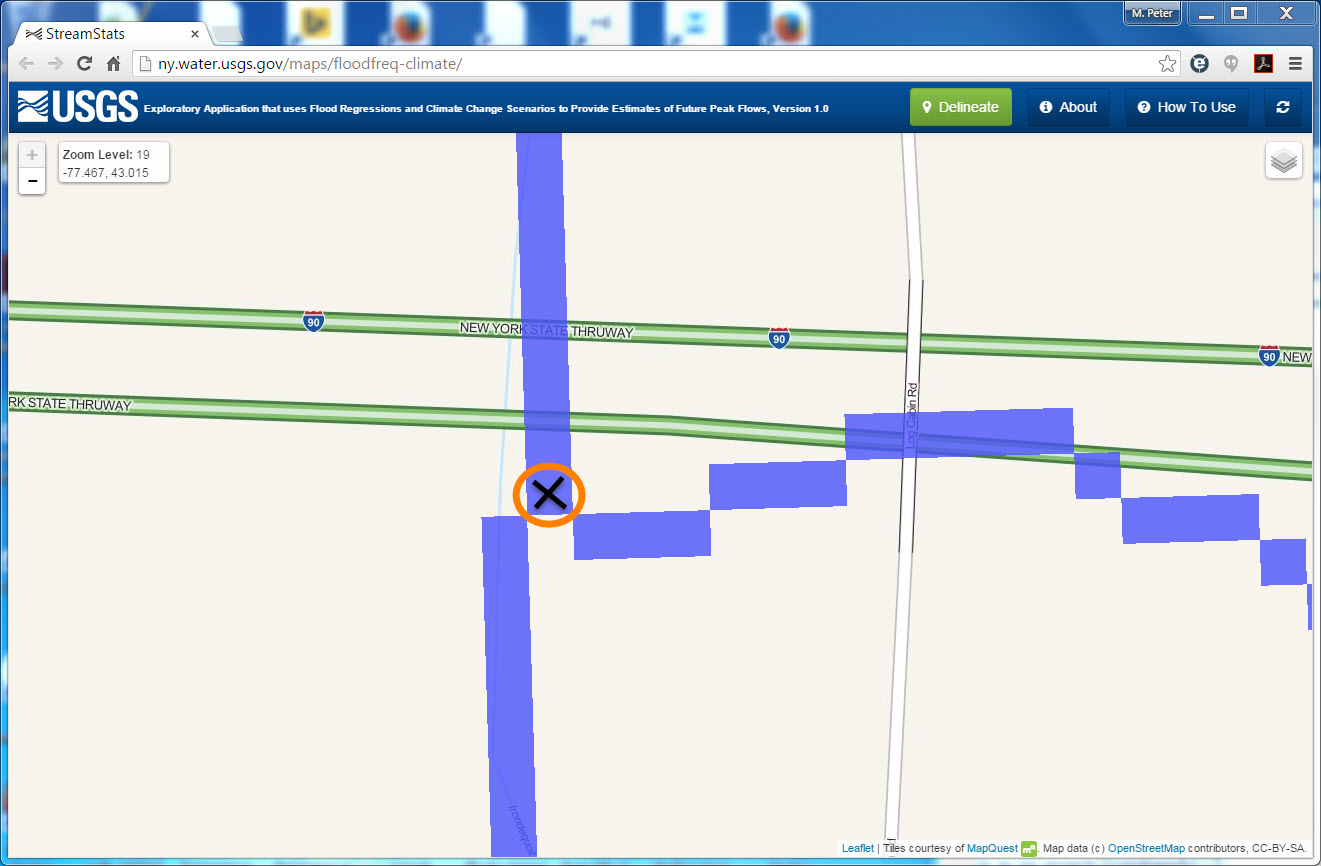 M. Peter
StreamStats
ny.water.usgs.gov/maps/floodfreq-climate/
USGS Exploratory Application that uses Flood Regressions and Climate Change Scenarios to Provide Estimates of Future Peak Flows, Version 1.0 Delineate About How To Use
+
−
Zoom Level: 19
-77.467, 43.015
90
NEW YORK STATE THRUWAY
90
90 NEW
RK STATE THRUWAY
Log Cabin Rd
Irondequoit
Leaflet | Tiles courtesy of MapQuest Map data (c) OpenStreetMap contributors, CC-BY-SA.